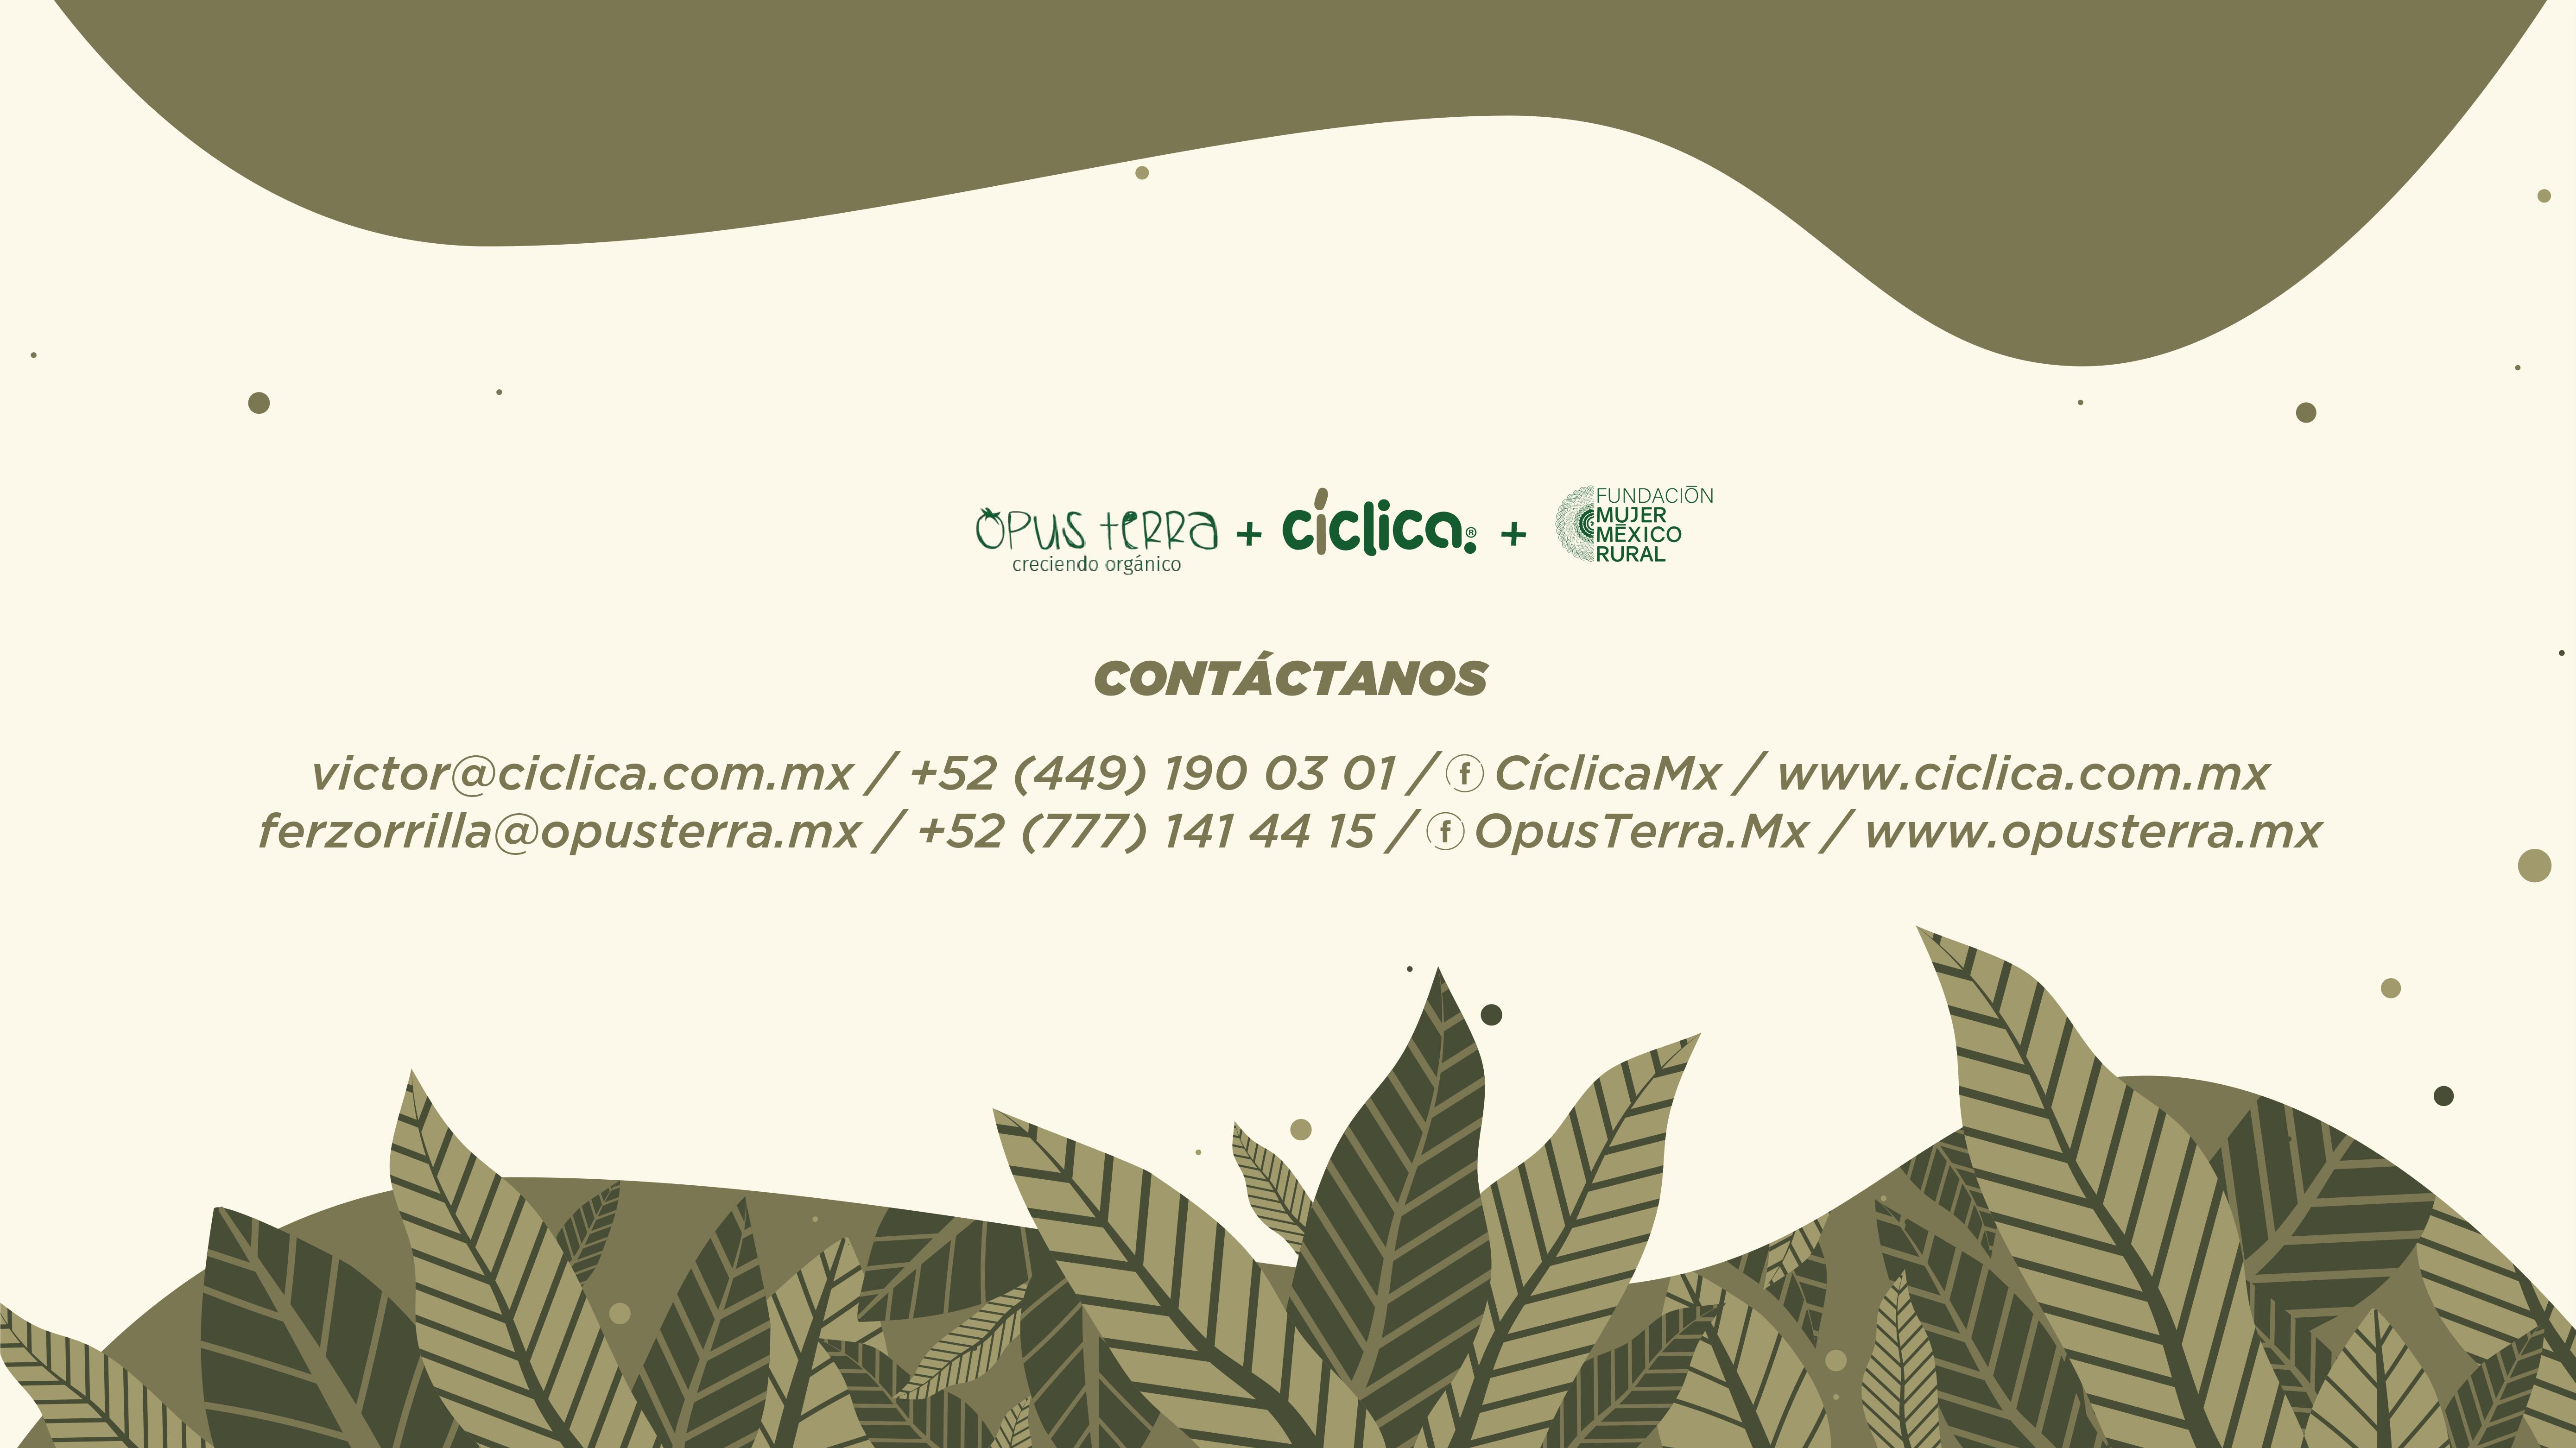 OPUS TERRA + cíclica.® + FUNDACIÓN
MUJER
MÉXICO
RURAL
creciendo orgánico
CONTÁCTANOS
victor@ciclica.com.mx / +52 (449) 190 03 01 / f CíclicaMx / www.ciclica.com.mx
ferzorrilla@opusterra.mx / +52 (777) 141 44 15 / f OpusTerra.Mx / www.opusterra.mx